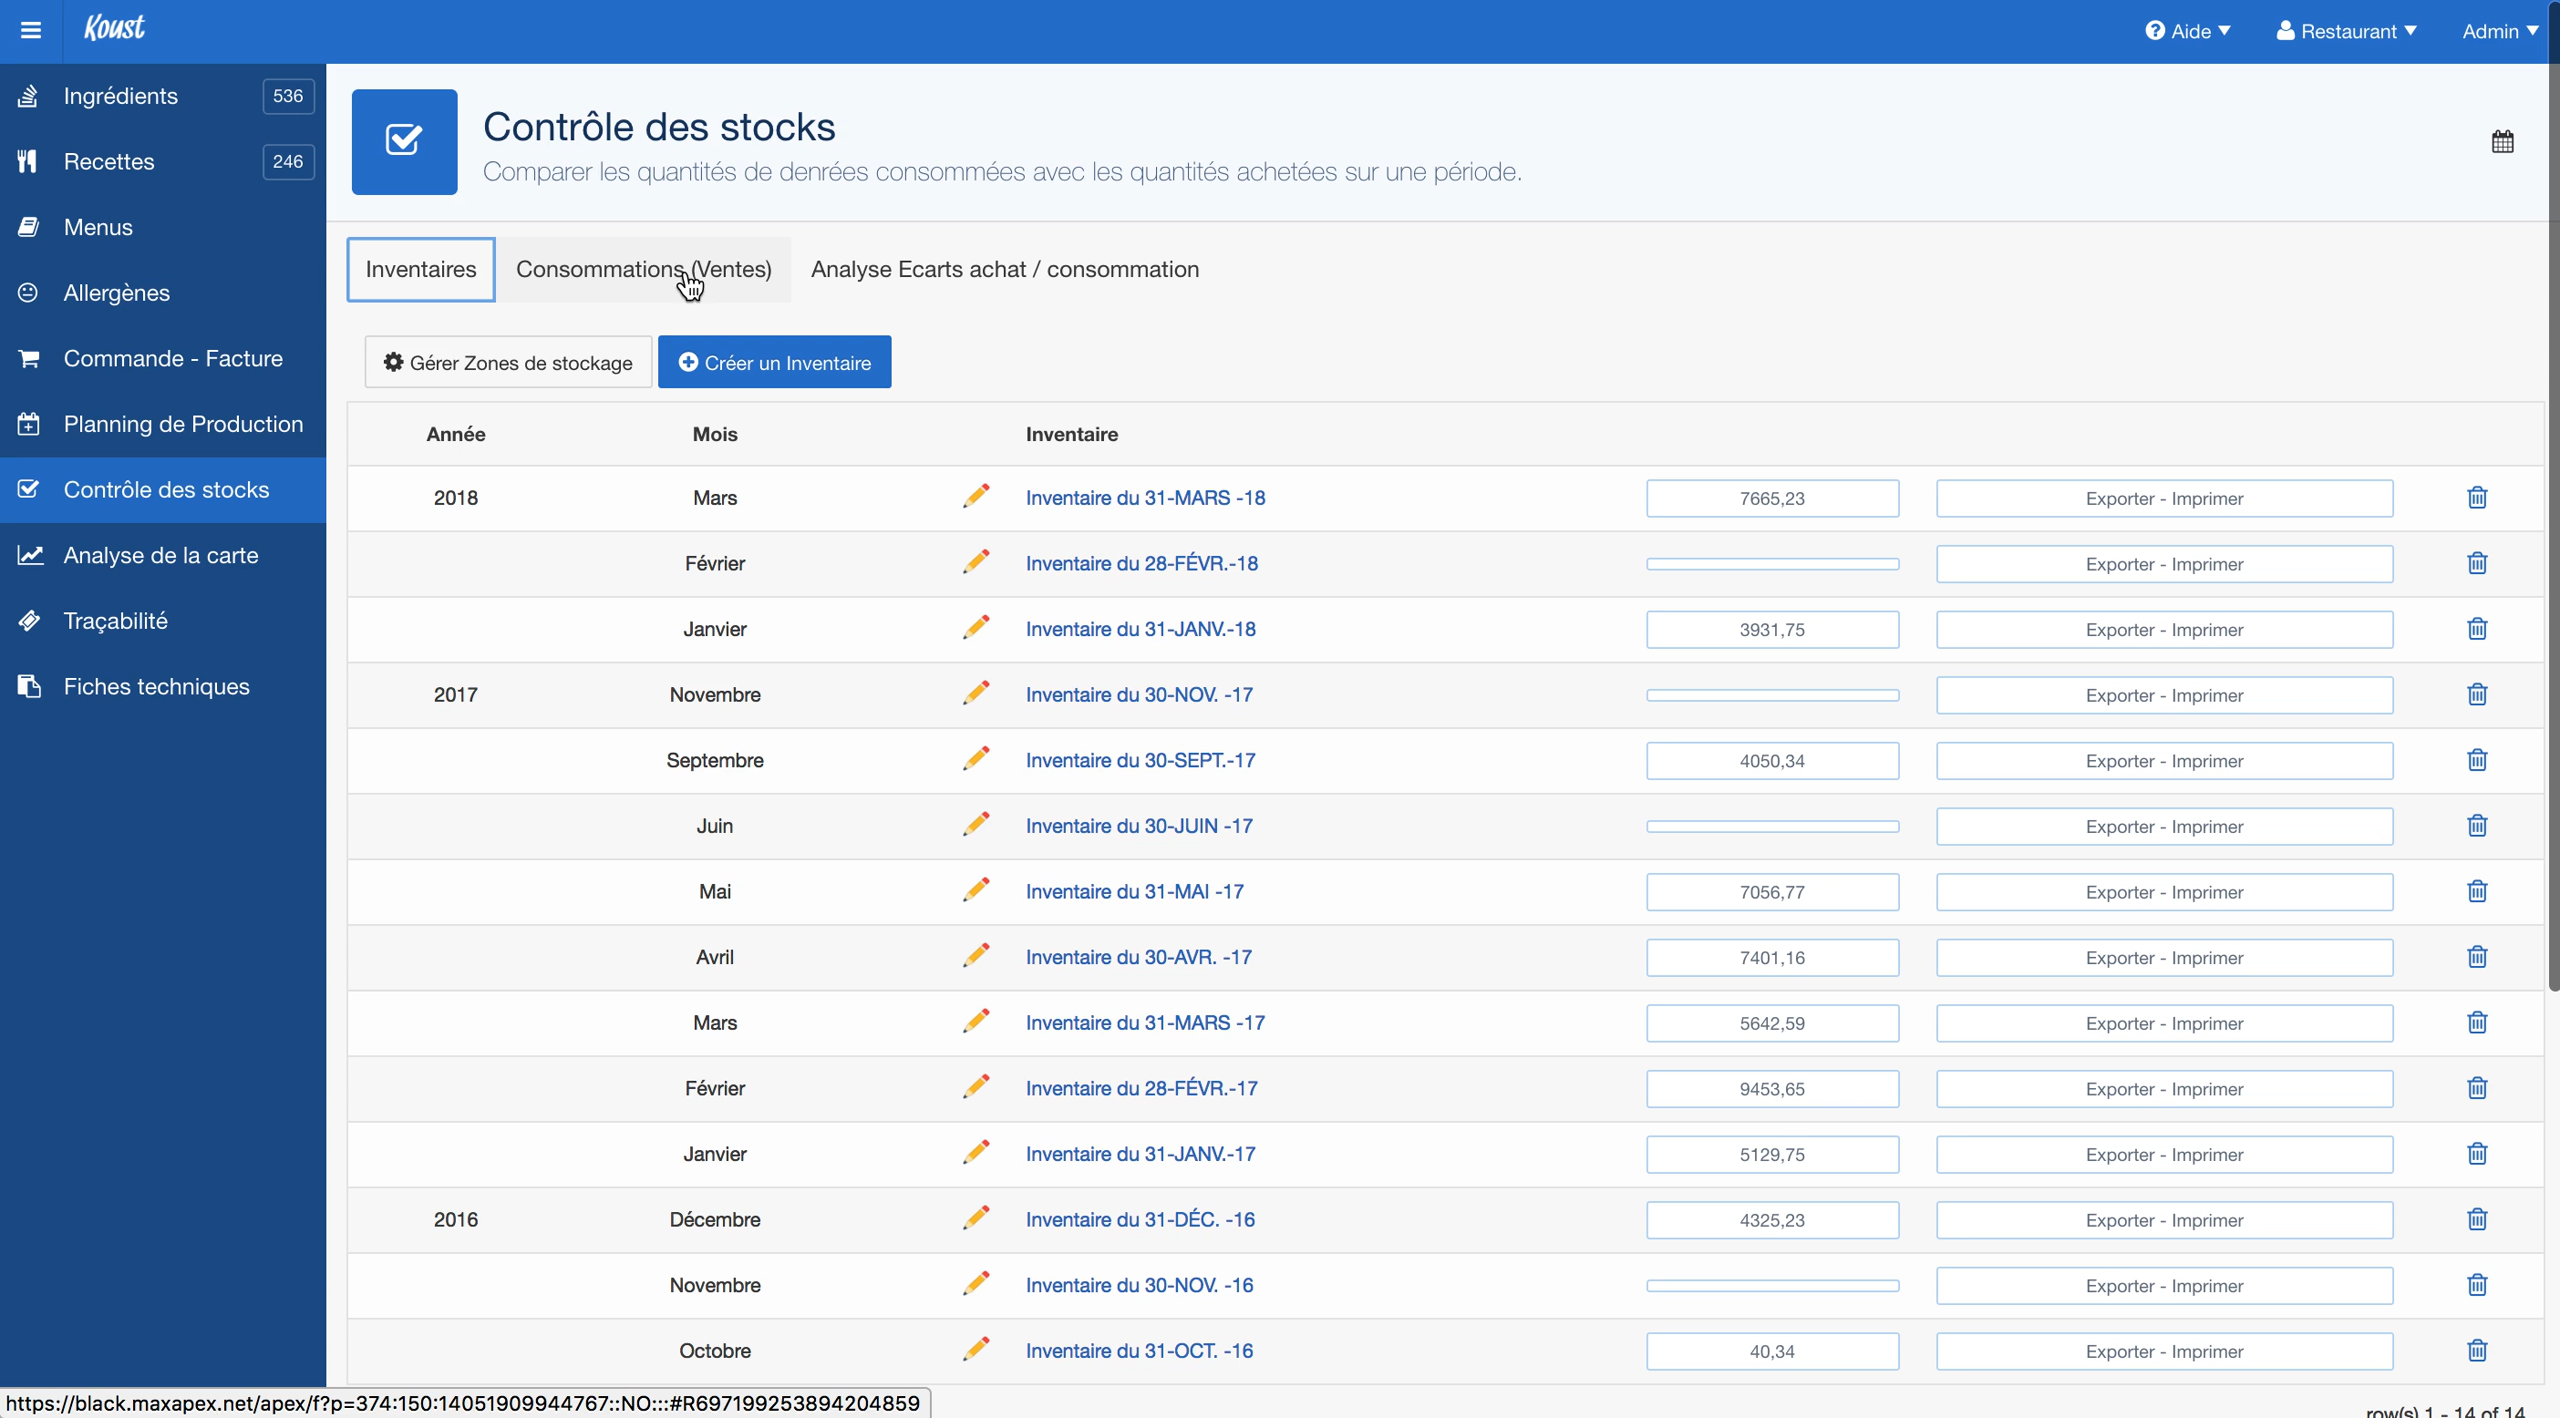 Koust
Aide
Restaurant
Admin
Ingrédients 536
Recettes 246
Menus
Allergènes
Commande - Facture
Planning de Production
Contrôle des stocks
Analyse de la carte
Traçabilité
Fiches techniques
Contrôle des stocks
Comparer les quantités de denrées consommées avec les quantités achetées sur une période.
Inventaires Consommations (Ventes) Analyse Ecarts achat / consommation
Gérer Zones de stockage Créer un Inventaire
Année Mois Inventaire
2018 Mars Inventaire du 31-MARS -18 7665,23 Exporter - Imprimer
Février Inventaire du 28-FÉVR.-18 Exporter - Imprimer
Janvier Inventaire du 31-JANV.-18 3931,75 Exporter - Imprimer
2017 Novembre Inventaire du 30-NOV. -17 Exporter - Imprimer
Septembre Inventaire du 30-SEPT.-17 4050,34 Exporter - Imprimer
Juin Inventaire du 30-JUIN -17 Exporter - Imprimer
Mai Inventaire du 31-MAI -17 7056,77 Exporter - Imprimer
Avril Inventaire du 30-AVR. -17 7401,16 Exporter - Imprimer
Mars Inventaire du 31-MARS -17 5642,59 Exporter - Imprimer
Février Inventaire du 28-FÉVR.-17 9453,65 Exporter - Imprimer
Janvier Inventaire du 31-JANV.-17 5129,75 Exporter - Imprimer
2016 Décembre Inventaire du 31-DÉC. -16 4325,23 Exporter - Imprimer
Novembre Inventaire du 30-NOV. -16 Exporter - Imprimer
Octobre Inventaire du 31-OCT. -16 40,34 Exporter - Imprimer
row(s) 1 - 14 of 14
https://black.maxapex.net/apex/f?p=374:150:14051909944767::NO:::#R697199253894204859